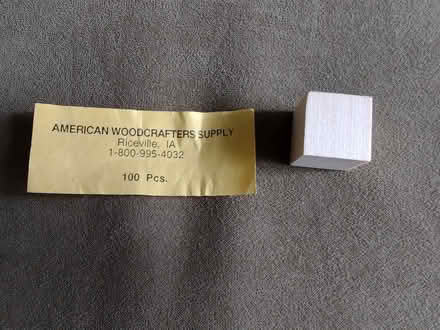 AMERICAN WOODCRAFTERS SUPPLY
Riceville, IA
1-800-995-4032
100 Pcs.